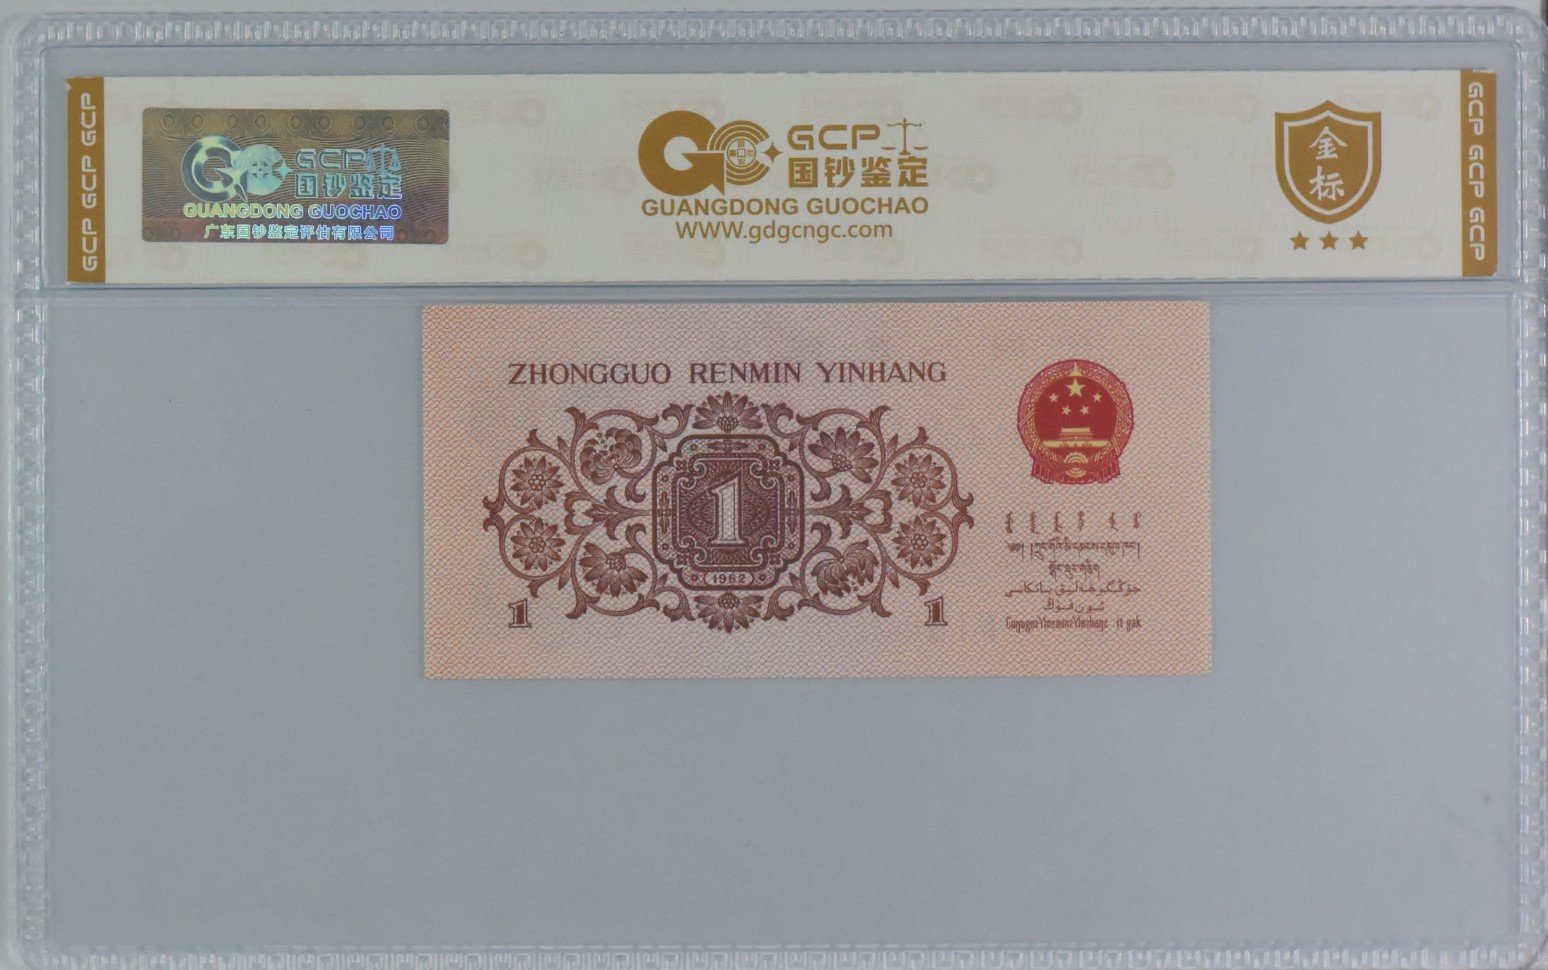 GCP GCP GCP
GCP
国钞鉴定
GUANGDONG GUOCHAO
广东国钞鉴定评估有限公司
GCP
国钞鉴定
GUANGDONG GUOCHAO
WWW.gdgcngc.com
金
标
GCP GCP GCP
ZHONGGUO RENMIN YINHANG
1
1962
1
1